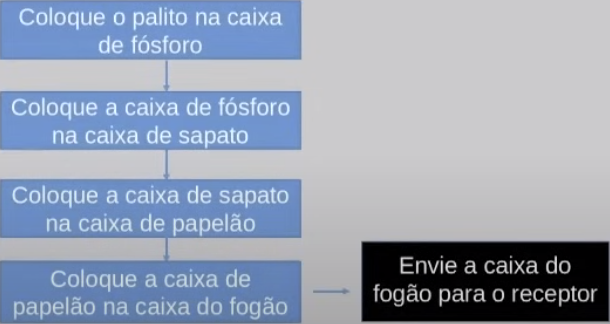 Coloque o palito na caixa
de fósforo
Coloque a caixa de fósforo
na caixa de sapato
Coloque a caixa de sapato
na caixa de papelão
Coloque a caixa de
papelão na caixa do fogão
Envie a caixa do
fogão para o receptor